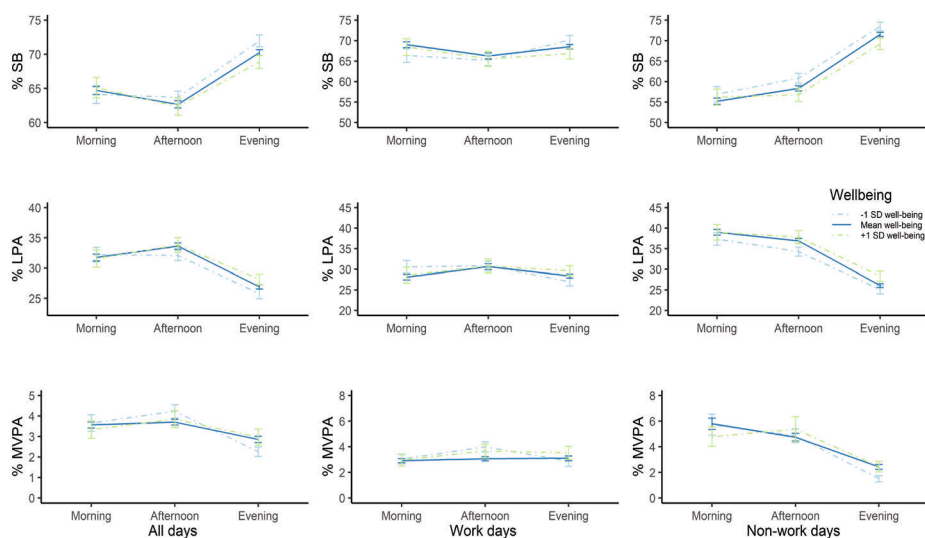 75
70
65
60
% SB
Morning
Afternoon
Evening
75
70
65
60
55
50
% SB
Morning
Afternoon
Evening
75
70
65
60
55
50
% SB
Morning
Afternoon
Evening
40
35
30
25
% LPA
Morning
Afternoon
Evening
45
40
35
30
25
20
% LPA
Morning
Afternoon
Evening
Wellbeing
-1 SD well-being
Mean well-being
+1 SD well-being
45
40
35
30
25
20
% LPA
Morning
Afternoon
Evening
5
4
3
2
1
0
% MVPA
Morning
Afternoon
Evening
All days
8
6
4
2
0
% MVPA
Morning
Afternoon
Evening
Work days
8
6
4
2
0
% MVPA
Morning
Afternoon
Evening
Non-work days